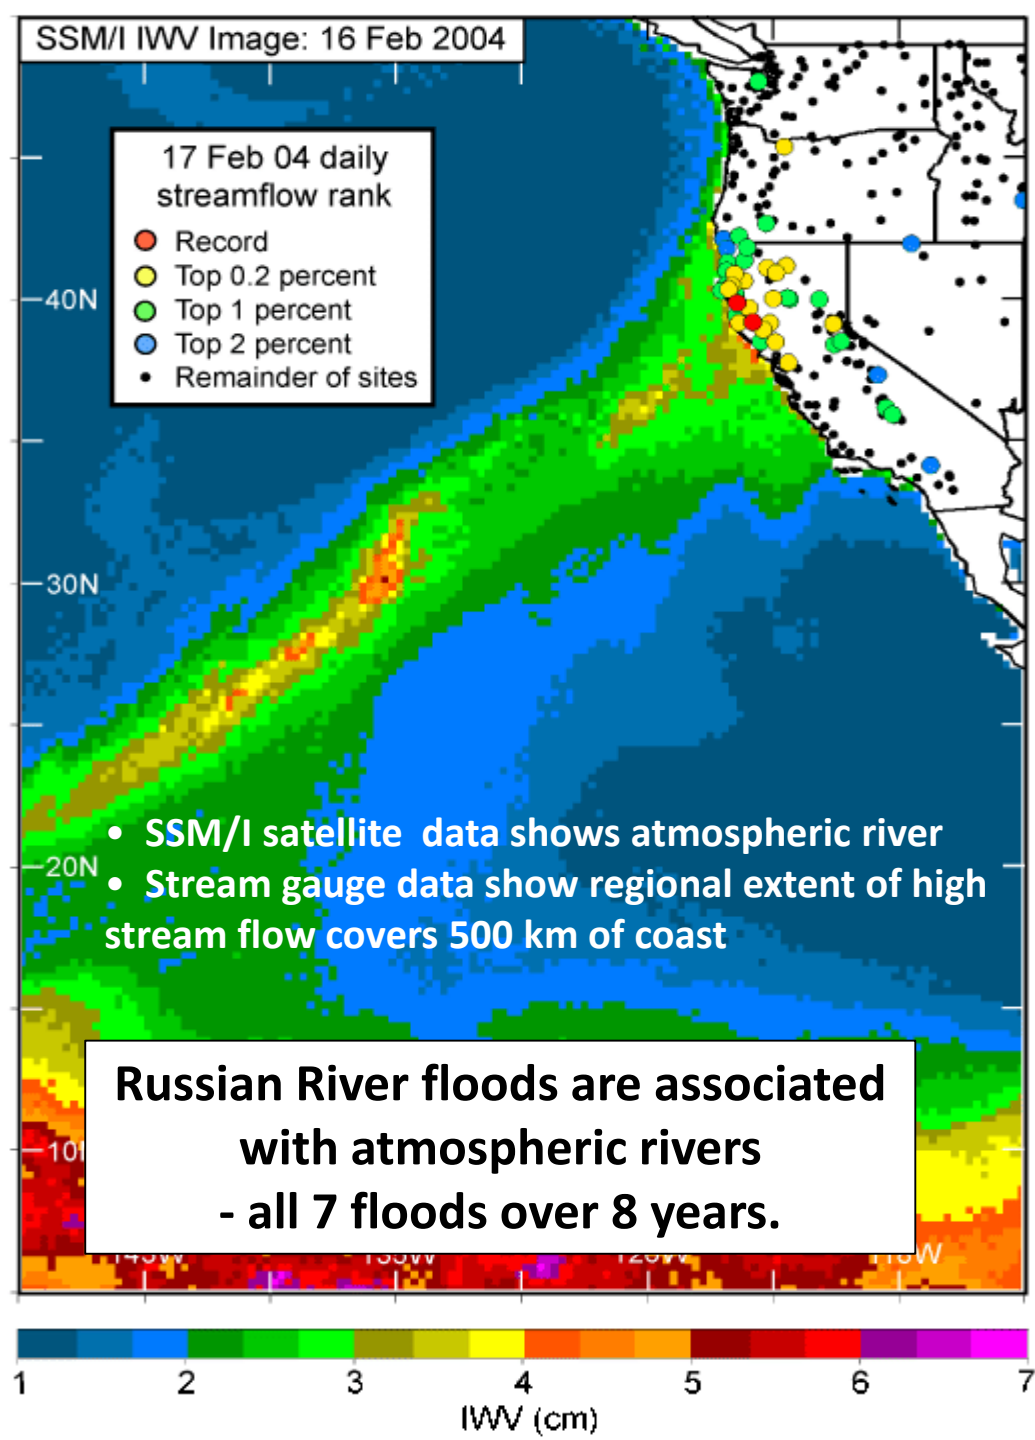 SSM/I IWV Image: 16 Feb 2004
17 Feb 04 daily
streamflow rank
Record
Top 0.2 percent
Top 1 percent
Top 2 percent
Remainder of sites
40N
30N
• SSM/I satellite  data shows atmospheric river
20N
• Stream gauge data show regional extent of high
stream flow covers 500 km of coast
Russian River floods are associated
with atmospheric rivers
- all 7 floods over 8 years.
135W
1 2 3 4 5 6 7
IWV (cm)